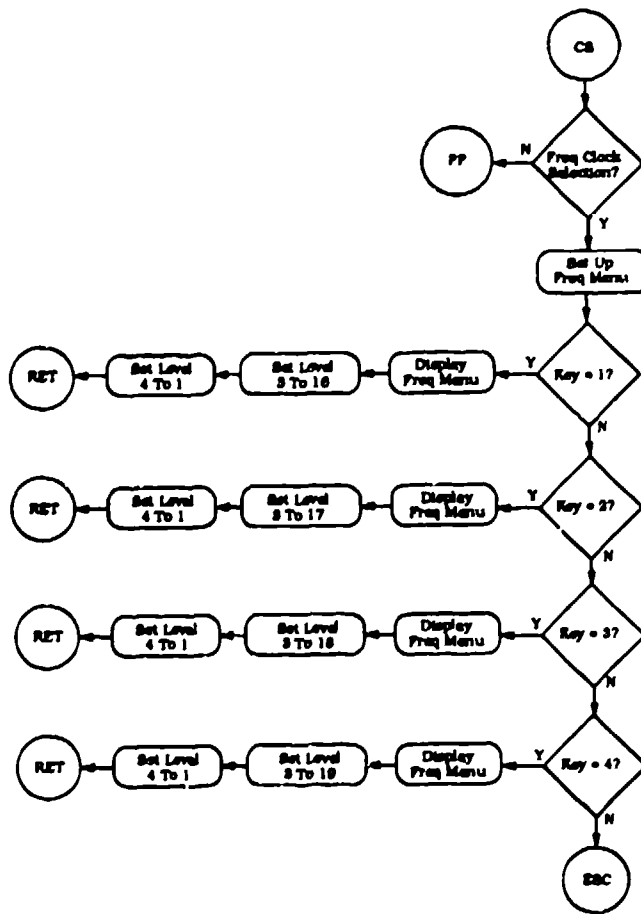 N
Freq Clock
Selection?
Y
Set Up
Freq Menu
RET
Set Level
4 To 1
Set Level
3 To 16
Display
Freq Menu
Y
Key = 1?
N
RET
Set Level
4 To 1
Set Level
3 To 17
Display
Freq Menu
Y
Key = 2?
N
RET
Set Level
4 To 1
Set Level
3 To 18
Display
Freq Menu
Y
Key = 3?
N
RET
Set Level
4 To 1
Set Level
3 To 19
Display
Freq Menu
Y
Key = 4?
N